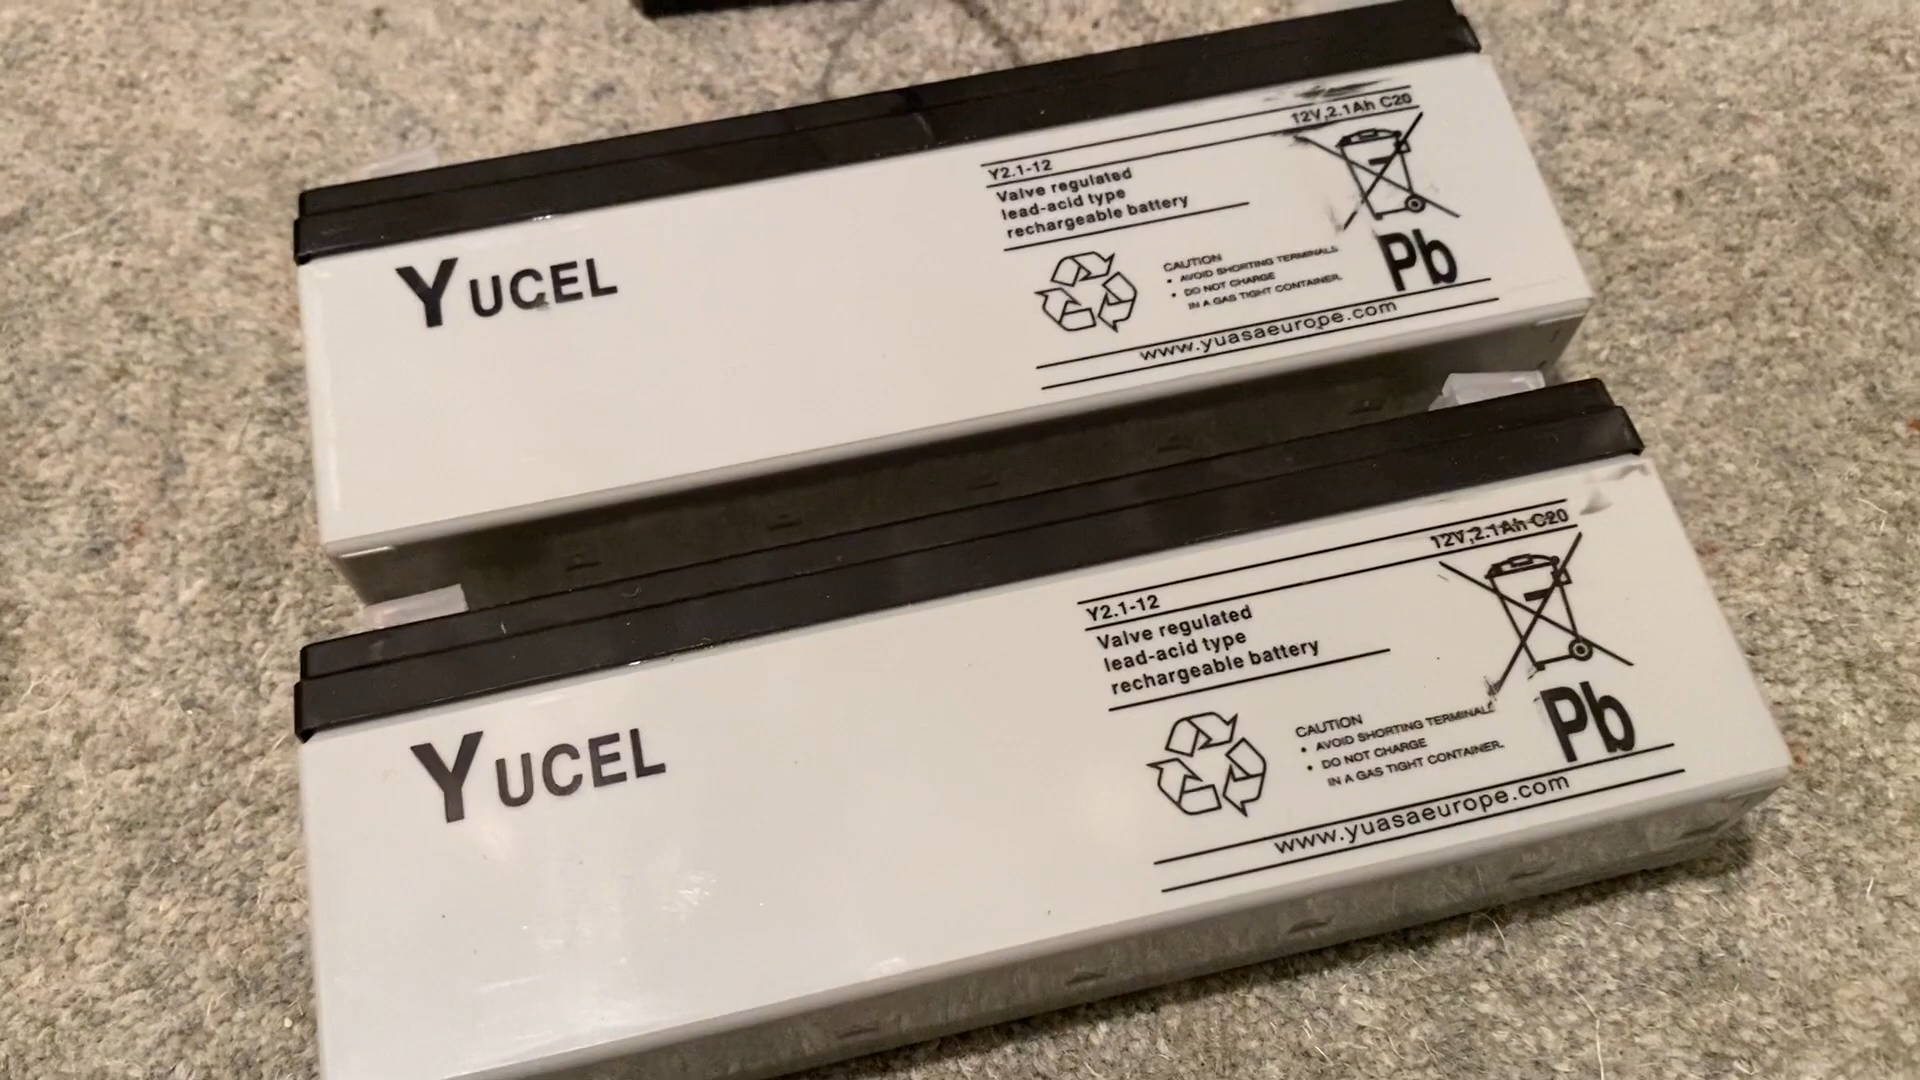 YUCEL
Y2.1-12
12V,2.1Ah C20
Valve regulated
lead-acid type
rechargeable battery
CAUTION
• AVOID SHORTING TERMINALS
• DO NOT CHARGE
IN A GAS TIGHT CONTAINER.
Pb
www.yuasaeurope.com
YUCEL
Y2.1-12
12V,2.1Ah C20
Valve regulated
lead-acid type
rechargeable battery
CAUTION
• AVOID SHORTING TERMINALS
• DO NOT CHARGE
IN A GAS TIGHT CONTAINER.
Pb
www.yuasaeurope.com